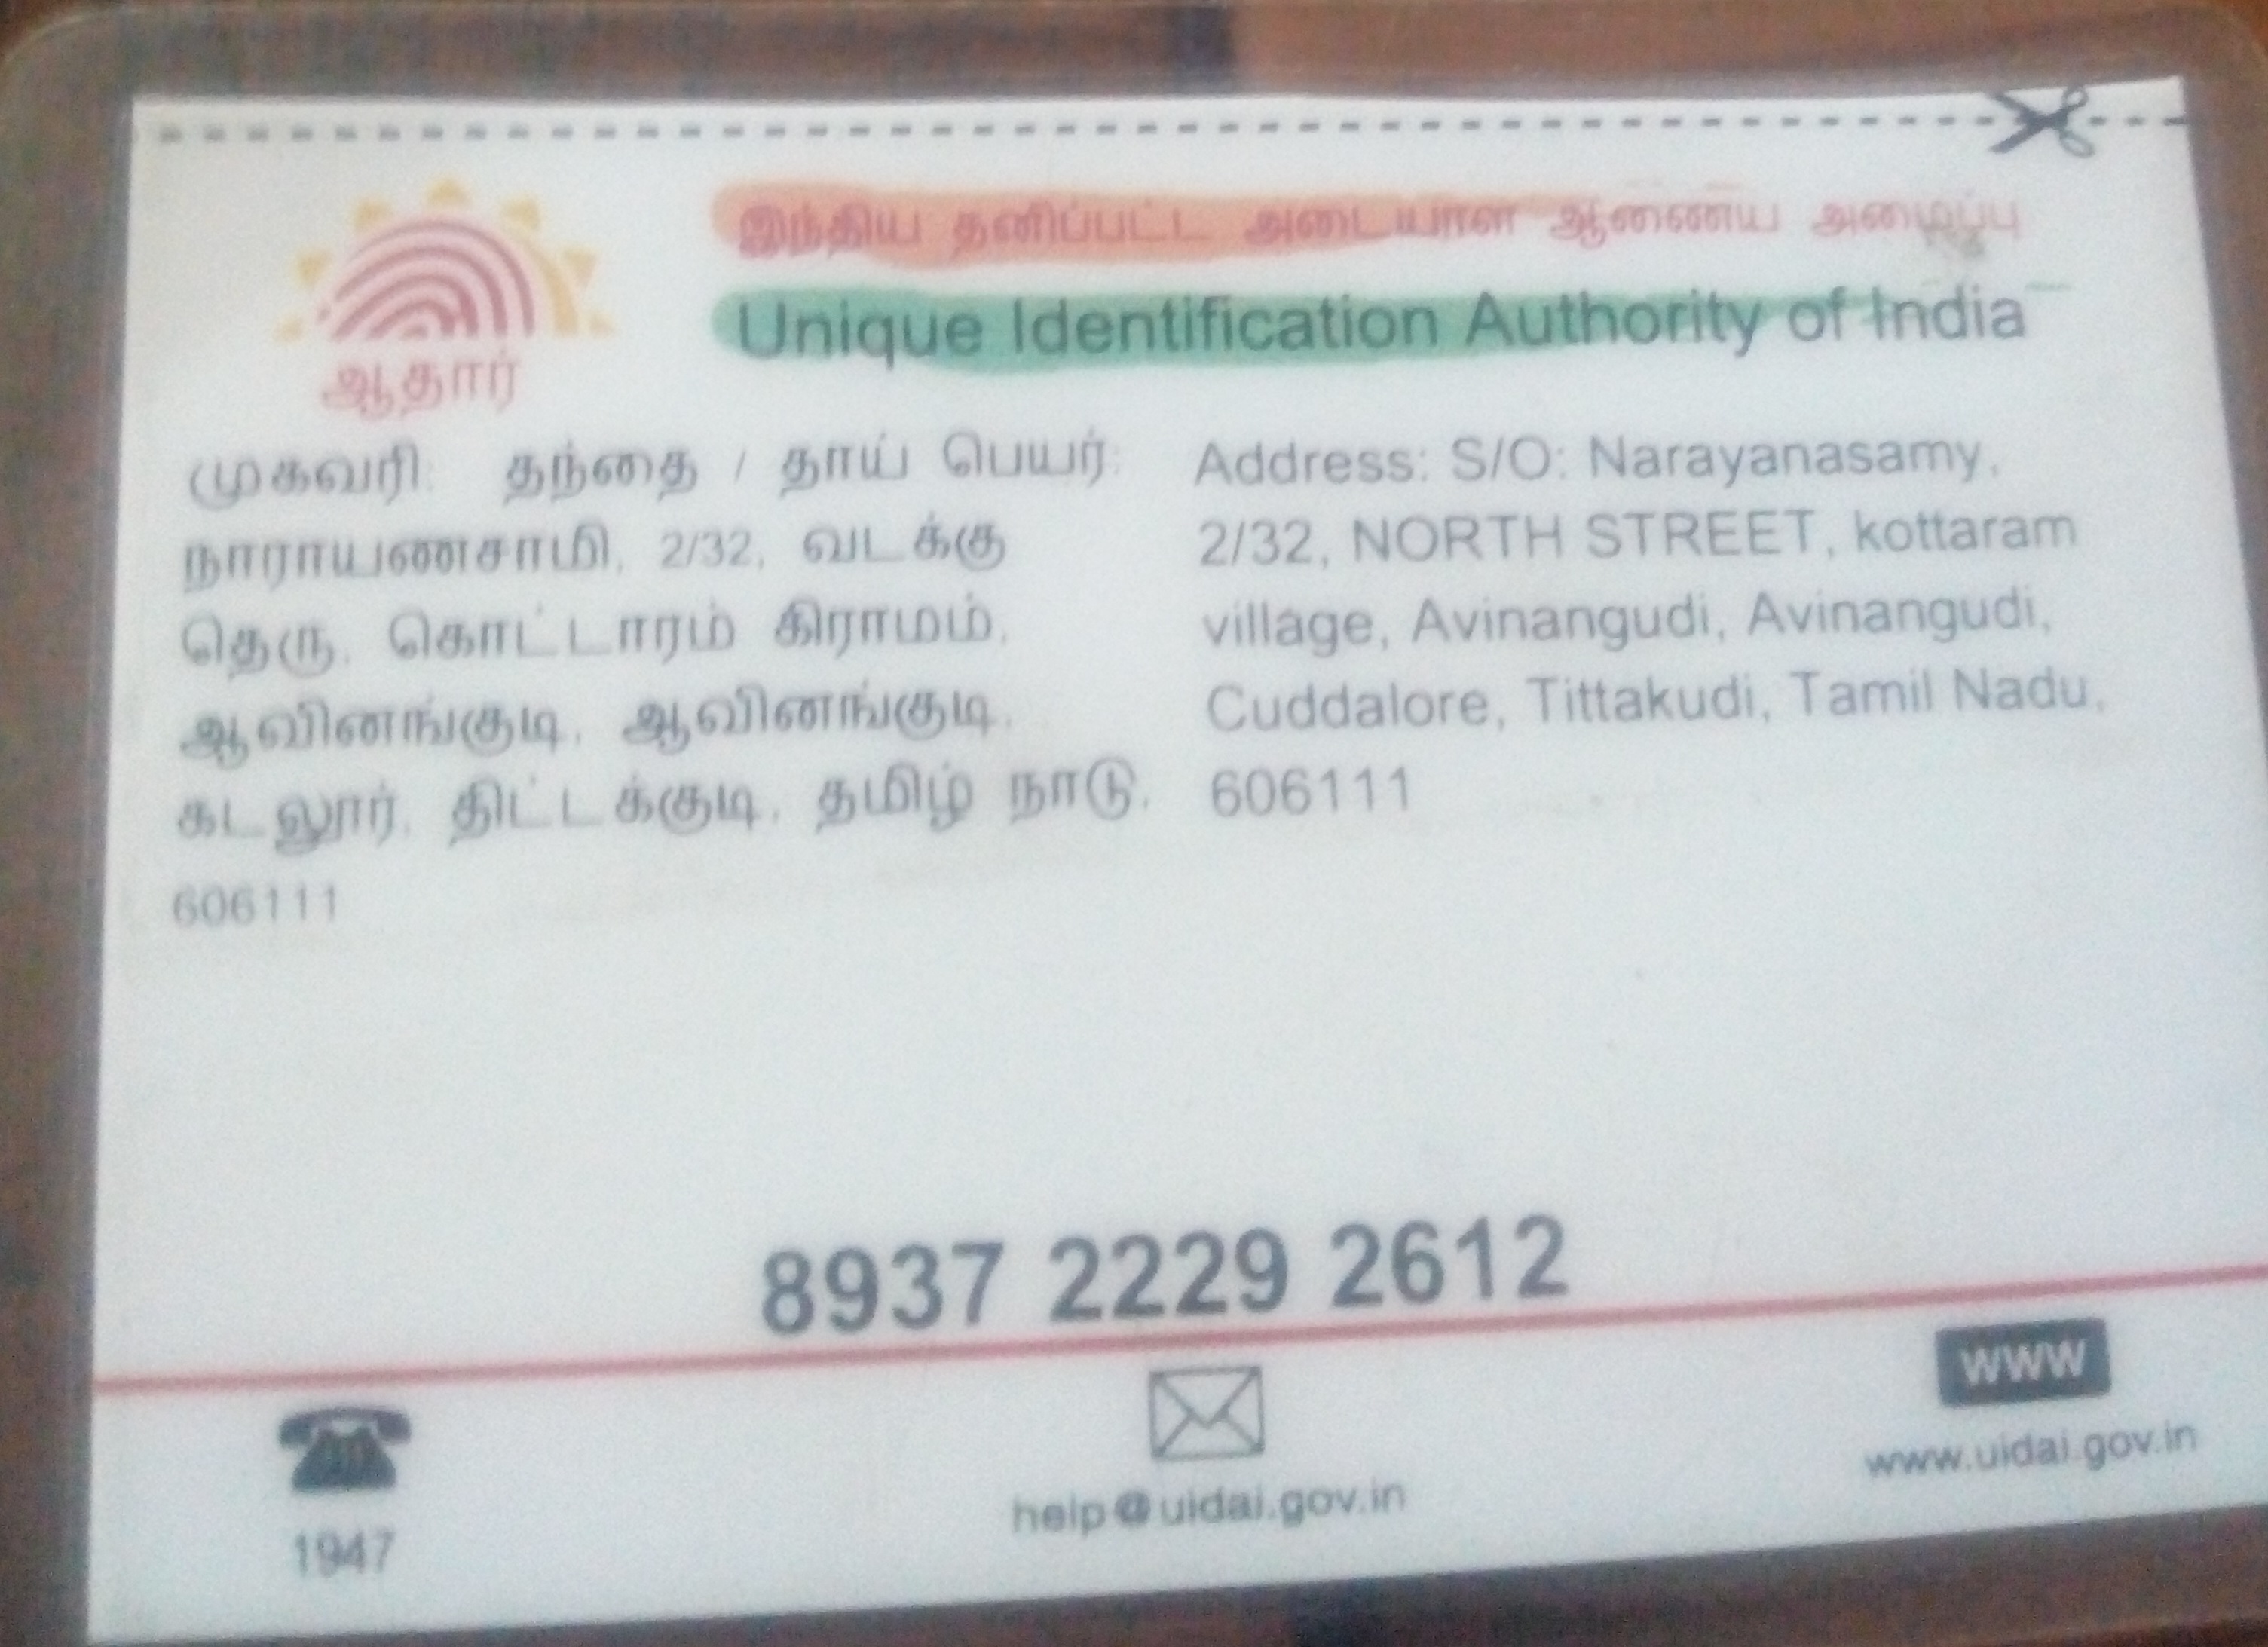 இந்திய தனிப்பட்ட அடையாள ஆணைய அமைப்பு
Unique Identification Authority of India
ஆதார்
முகவரி: தந்தை / தாய் பெயர்:
நாராயணசாமி, 2/32, வடக்கு
தெரு, கொட்டாரம் கிராமம்,
ஆவினங்குடி, ஆவினங்குடி,
கடலூர், திட்டக்குடி, தமிழ் நாடு,
606111
Address: S/O: Narayanasamy,
2/32, NORTH STREET, kottaram
village, Avinangudi, Avinangudi,
Cuddalore, Tittakudi, Tamil Nadu,
606111
8937 2229 2612
1947
help@uidai.gov.in
WWW
www.uidai.gov.in